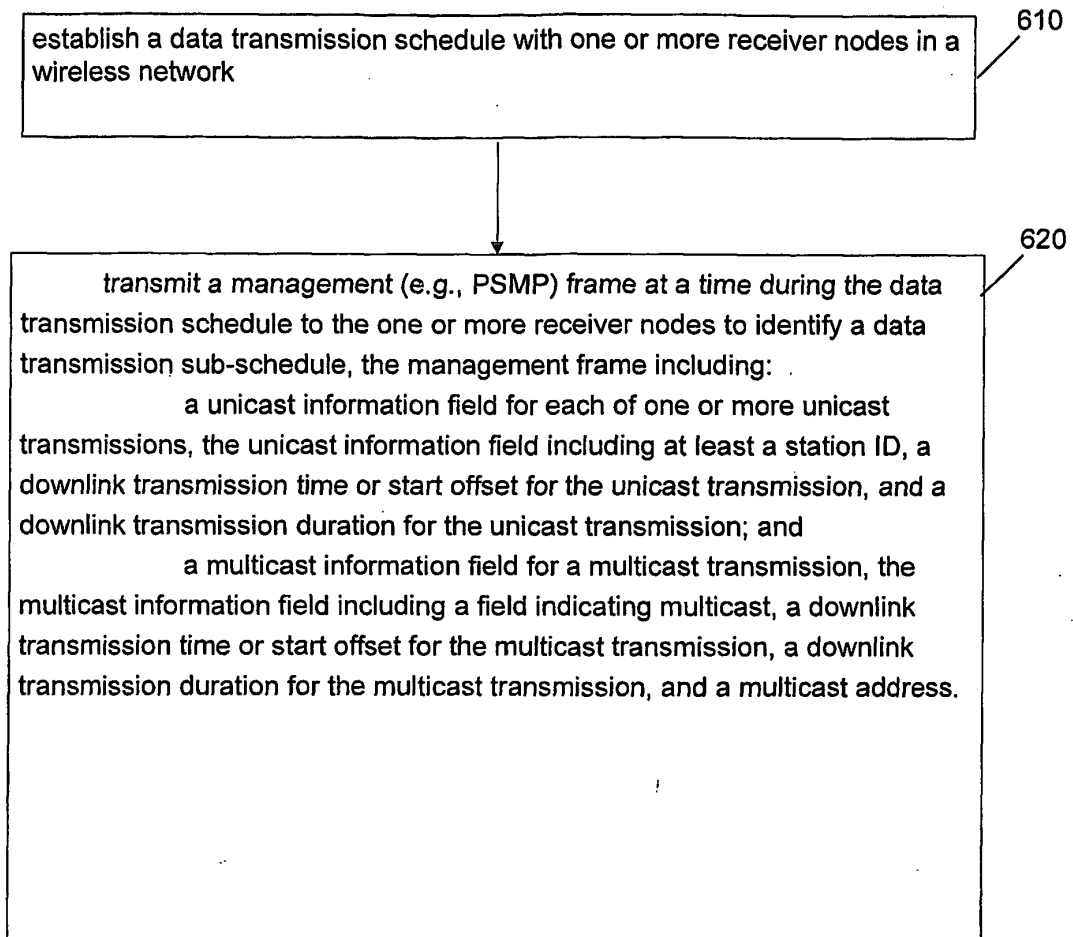 610
establish a data transmission schedule with one or more receiver nodes in a
wireless network
620
transmit a management (e.g., PSMP) frame at a time during the data
transmission schedule to the one or more receiver nodes to identify a data
transmission sub-schedule, the management frame including:
a unicast information field for each of one or more unicast
transmissions, the unicast information field including at least a station ID, a
downlink transmission time or start offset for the unicast transmission, and a
downlink transmission duration for the unicast transmission; and
a multicast information field for a multicast transmission, the
multicast information field including a field indicating multicast, a downlink
transmission time or start offset for the multicast transmission, a downlink
transmission duration for the multicast transmission, and a multicast address.